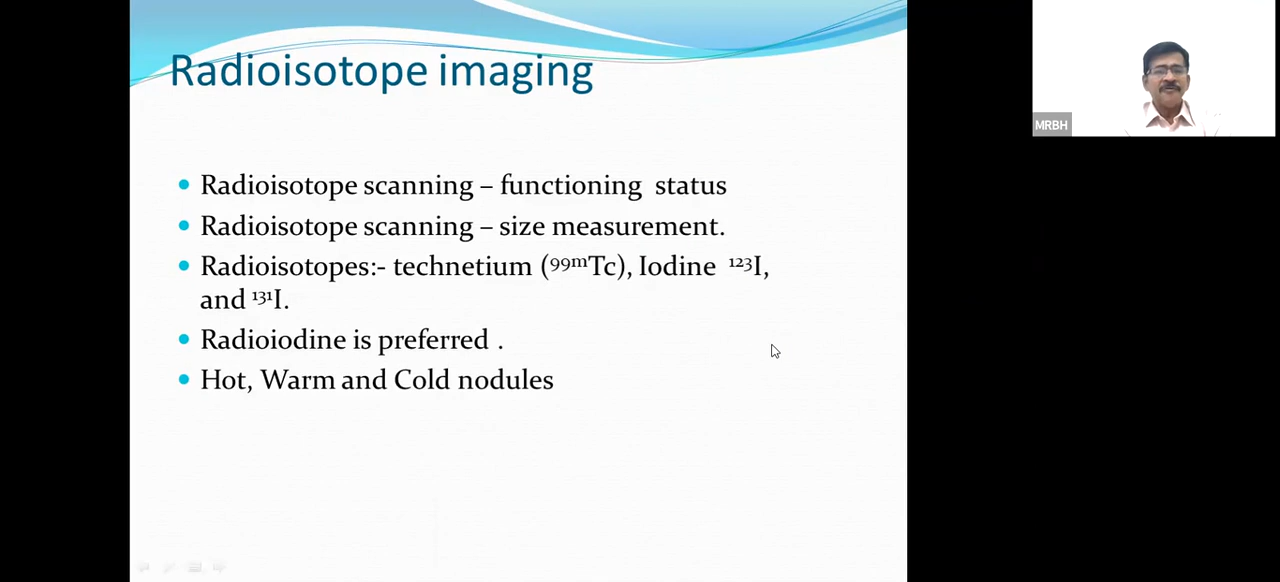 Radioisotope imaging
MRBH
Radioisotope scanning – functioning status
Radioisotope scanning – size measurement.
Radioisotopes:- technetium (⁹⁹ᵐTc), Iodine ¹²³I,
and ¹³¹I.
Radioiodine is preferred .
Hot, Warm and Cold nodules